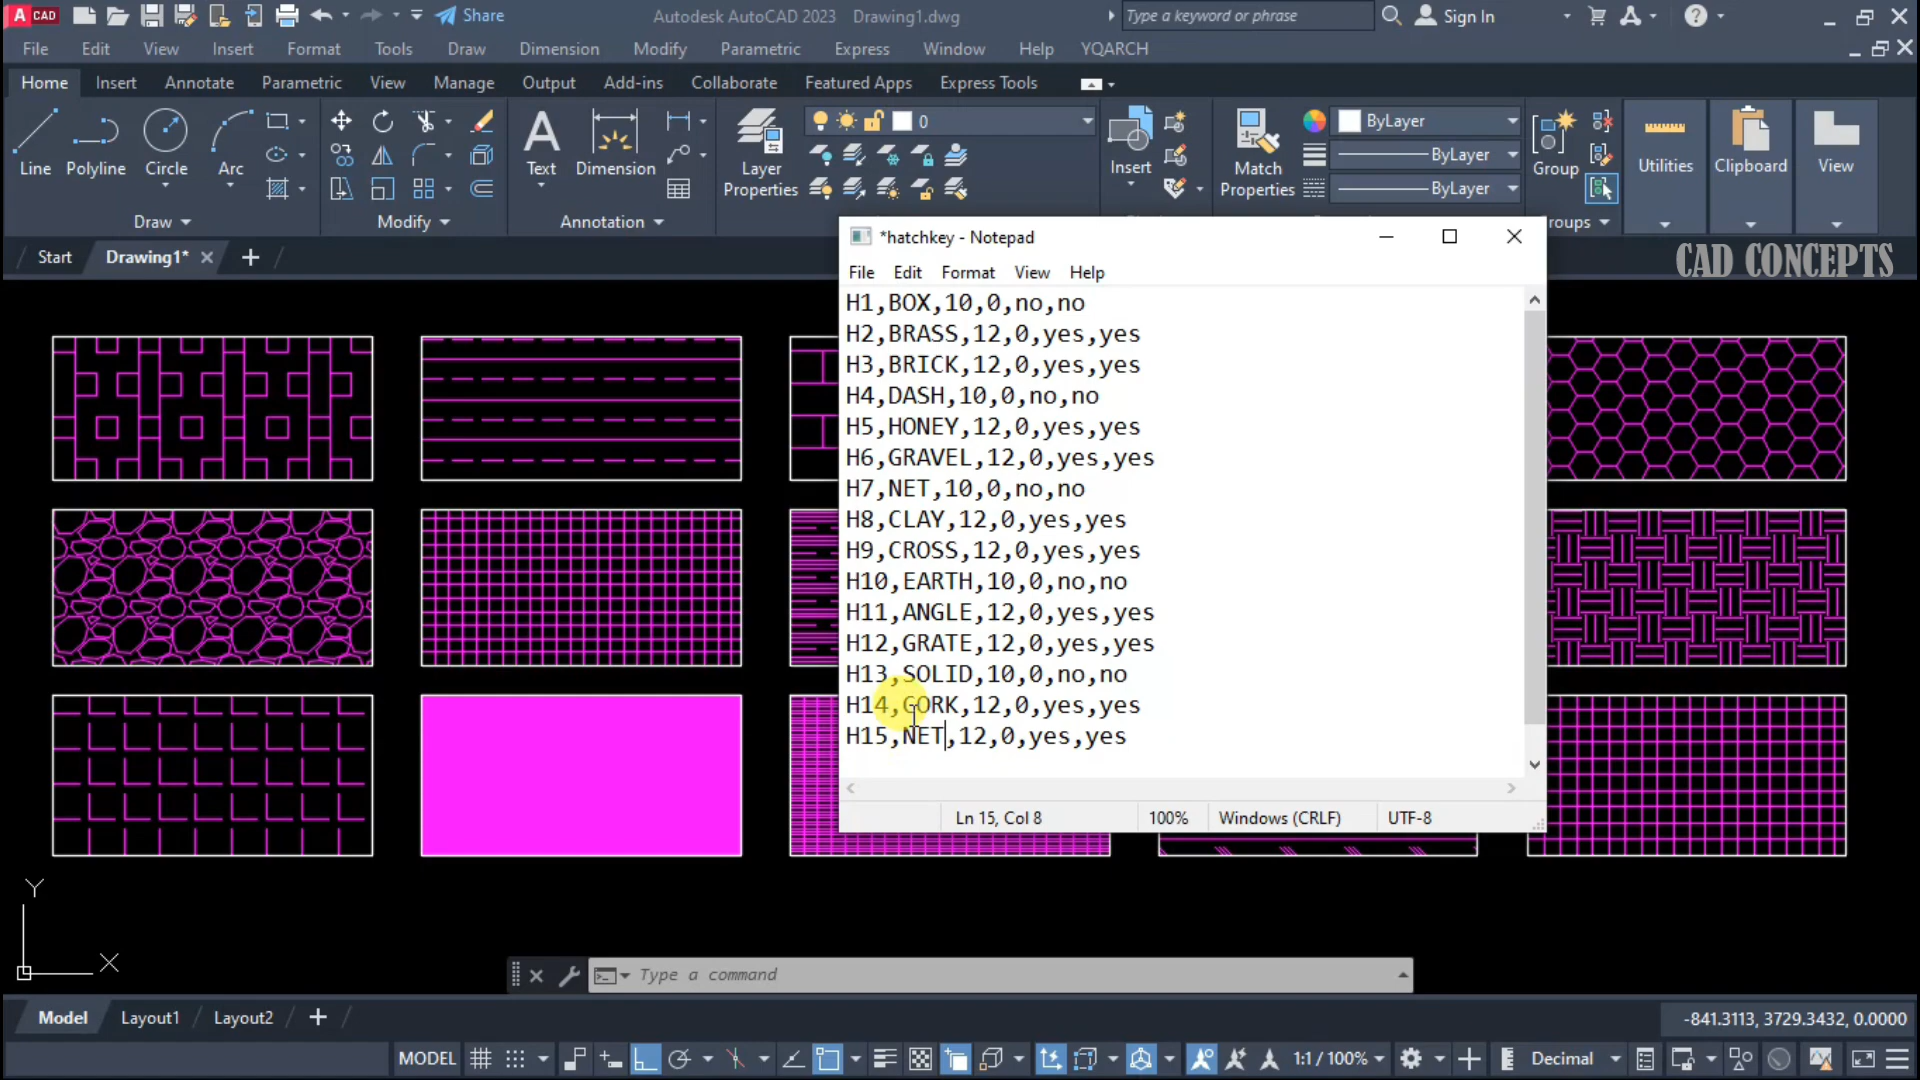 A CAD
Share
Autodesk AutoCAD 2023 Drawing1.dwg
Type a keyword or phrase
Sign In
File Edit View Insert Format Tools Draw Dimension Modify Parametric Express Window Help YQARCH
Home Insert Annotate Parametric View Manage Output Add-ins Collaborate Featured Apps Express Tools
0
ByLayer
ByLayer
ByLayer
Line Polyline Circle Arc Text Dimension Layer Properties Insert Match Properties Group Utilities Clipboard View
Draw Modify Annotation roups
Start Drawing1*
CAD CONCEPTS
*hatchkey - Notepad
File Edit Format View Help
H1,BOX,10,0,no,no
H2,BRASS,12,0,yes,yes
H3,BRICK,12,0,yes,yes
H4,DASH,10,0,no,no
H5,HONEY,12,0,yes,yes
H6,GRAVEL,12,0,yes,yes
H7,NET,10,0,no,no
H8,CLAY,12,0,yes,yes
H9,CROSS,12,0,yes,yes
H10,EARTH,10,0,no,no
H11,ANGLE,12,0,yes,yes
H12,GRATE,12,0,yes,yes
H13,SOLID,10,0,no,no
H14,GORK,12,0,yes,yes
H15,NET,12,0,yes,yes
Ln 15, Col 8 100% Windows (CRLF) UTF-8
Y
X
Type a command
Model Layout1 Layout2
-841.3113, 3729.3432, 0.0000
MODEL 1:1 / 100% Decimal